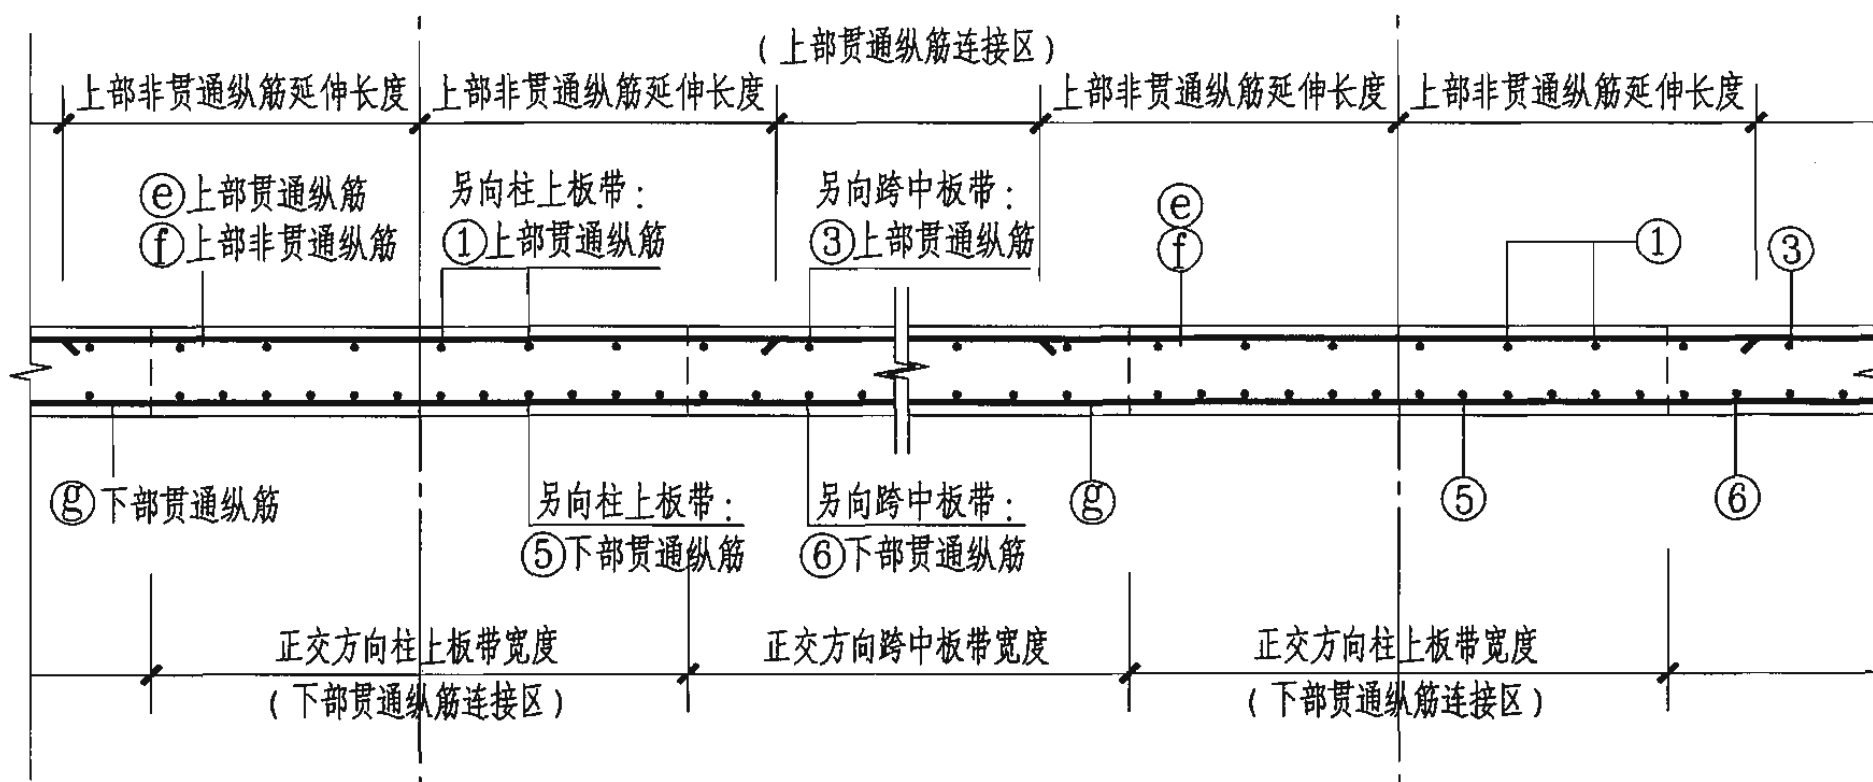 (上部贯通纵筋连接区)
上部非贯通纵筋延伸长度 上部非贯通纵筋延伸长度 上部非贯通纵筋延伸长度 上部非贯通纵筋延伸长度
ⓔ上部贯通纵筋
ⓕ上部非贯通纵筋
另向柱上板带:
①上部贯通纵筋
另向跨中板带:
③上部贯通纵筋
ⓔ
ⓕ
①
③
ⓖ下部贯通纵筋
另向柱上板带:
⑤下部贯通纵筋
另向跨中板带:
⑥下部贯通纵筋
ⓖ
⑤
⑥
正交方向柱上板带宽度
(下部贯通纵筋连接区)
正交方向跨中板带宽度
正交方向柱上板带宽度
(下部贯通纵筋连接区)